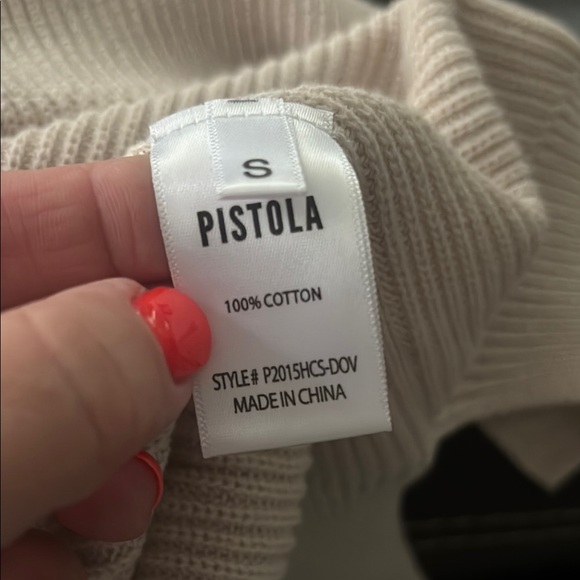 S
PISTOLA
100% COTTON
STYLE# P2015HCS-DOV
MADE IN CHINA